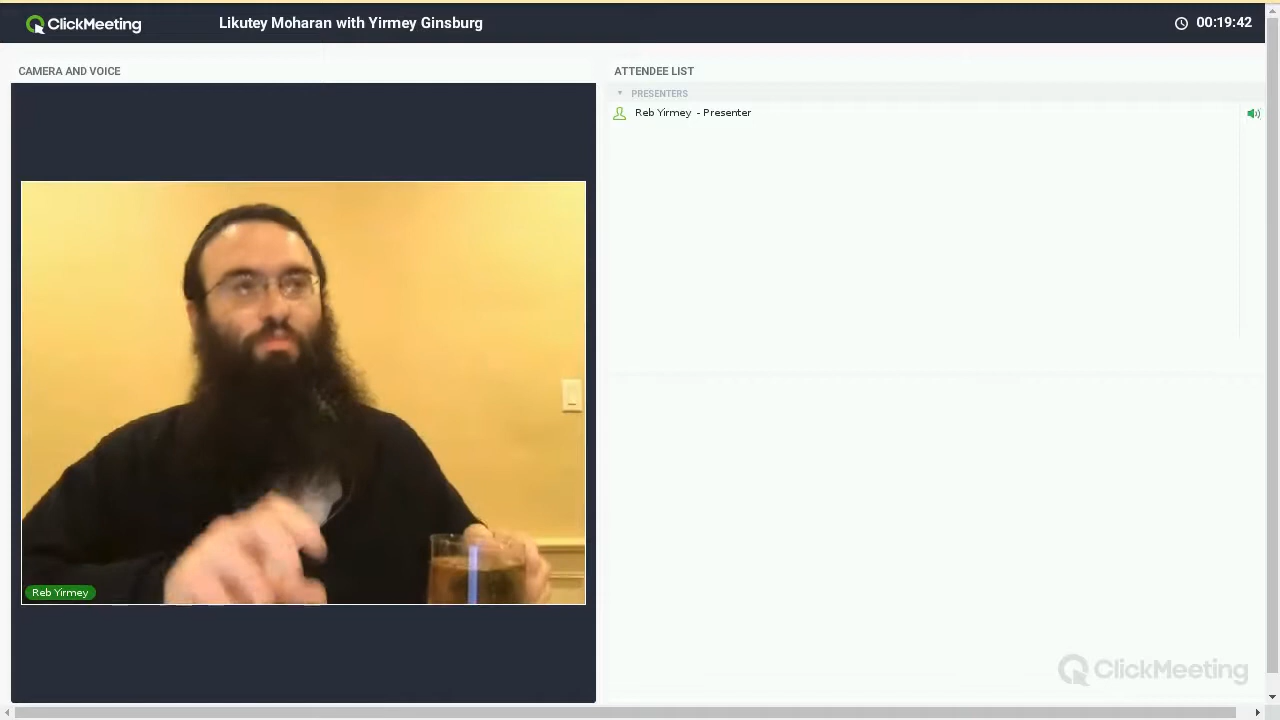 ClickMeeting
Likutey Moharan with Yirmey Ginsburg
00:19:42
CAMERA AND VOICE
ATTENDEE LIST
PRESENTERS
Reb Yirmey - Presenter
Reb Yirmey
ClickMeeting